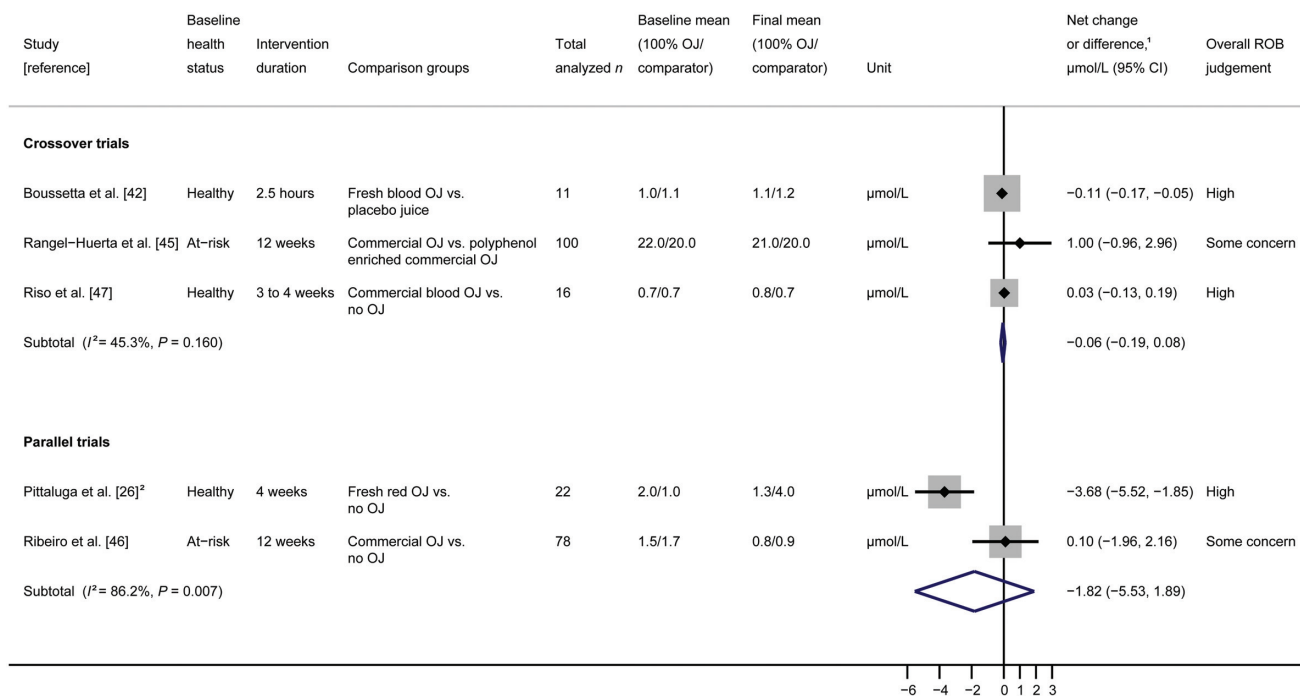 Baseline Baseline mean Final mean Net change
Study health Intervention Total (100% OJ/ (100% OJ/ or difference,¹ Overall ROB
[reference] status duration Comparison groups analyzed n comparator) comparator) Unit µmol/L (95% CI) judgement
Crossover trials
Boussetta et al. [42] Healthy 2.5 hours Fresh blood OJ vs. 11 1.0/1.1 1.1/1.2 µmol/L −0.11 (−0.17, −0.05) High
placebo juice
Rangel−Huerta et al. [45] At−risk 12 weeks Commercial OJ vs. polyphenol 100 22.0/20.0 21.0/20.0 µmol/L 1.00 (−0.96, 2.96) Some concern
enriched commercial OJ
Riso et al. [47] Healthy 3 to 4 weeks Commercial blood OJ vs. 16 0.7/0.7 0.8/0.7 µmol/L 0.03 (−0.13, 0.19) High
no OJ
Subtotal (I² = 45.3%, P = 0.160) −0.06 (−0.19, 0.08)
Parallel trials
Pittaluga et al. [26]² Healthy 4 weeks Fresh red OJ vs. 22 2.0/1.0 1.3/4.0 µmol/L −3.68 (−5.52, −1.85) High
no OJ
Ribeiro et al. [46] At−risk 12 weeks Commercial OJ vs. 78 1.5/1.7 0.8/0.9 µmol/L 0.10 (−1.96, 2.16) Some concern
no OJ
Subtotal (I² = 86.2%, P = 0.007) −1.82 (−5.53, 1.89)
−6 −4 −2 0 1 2 3